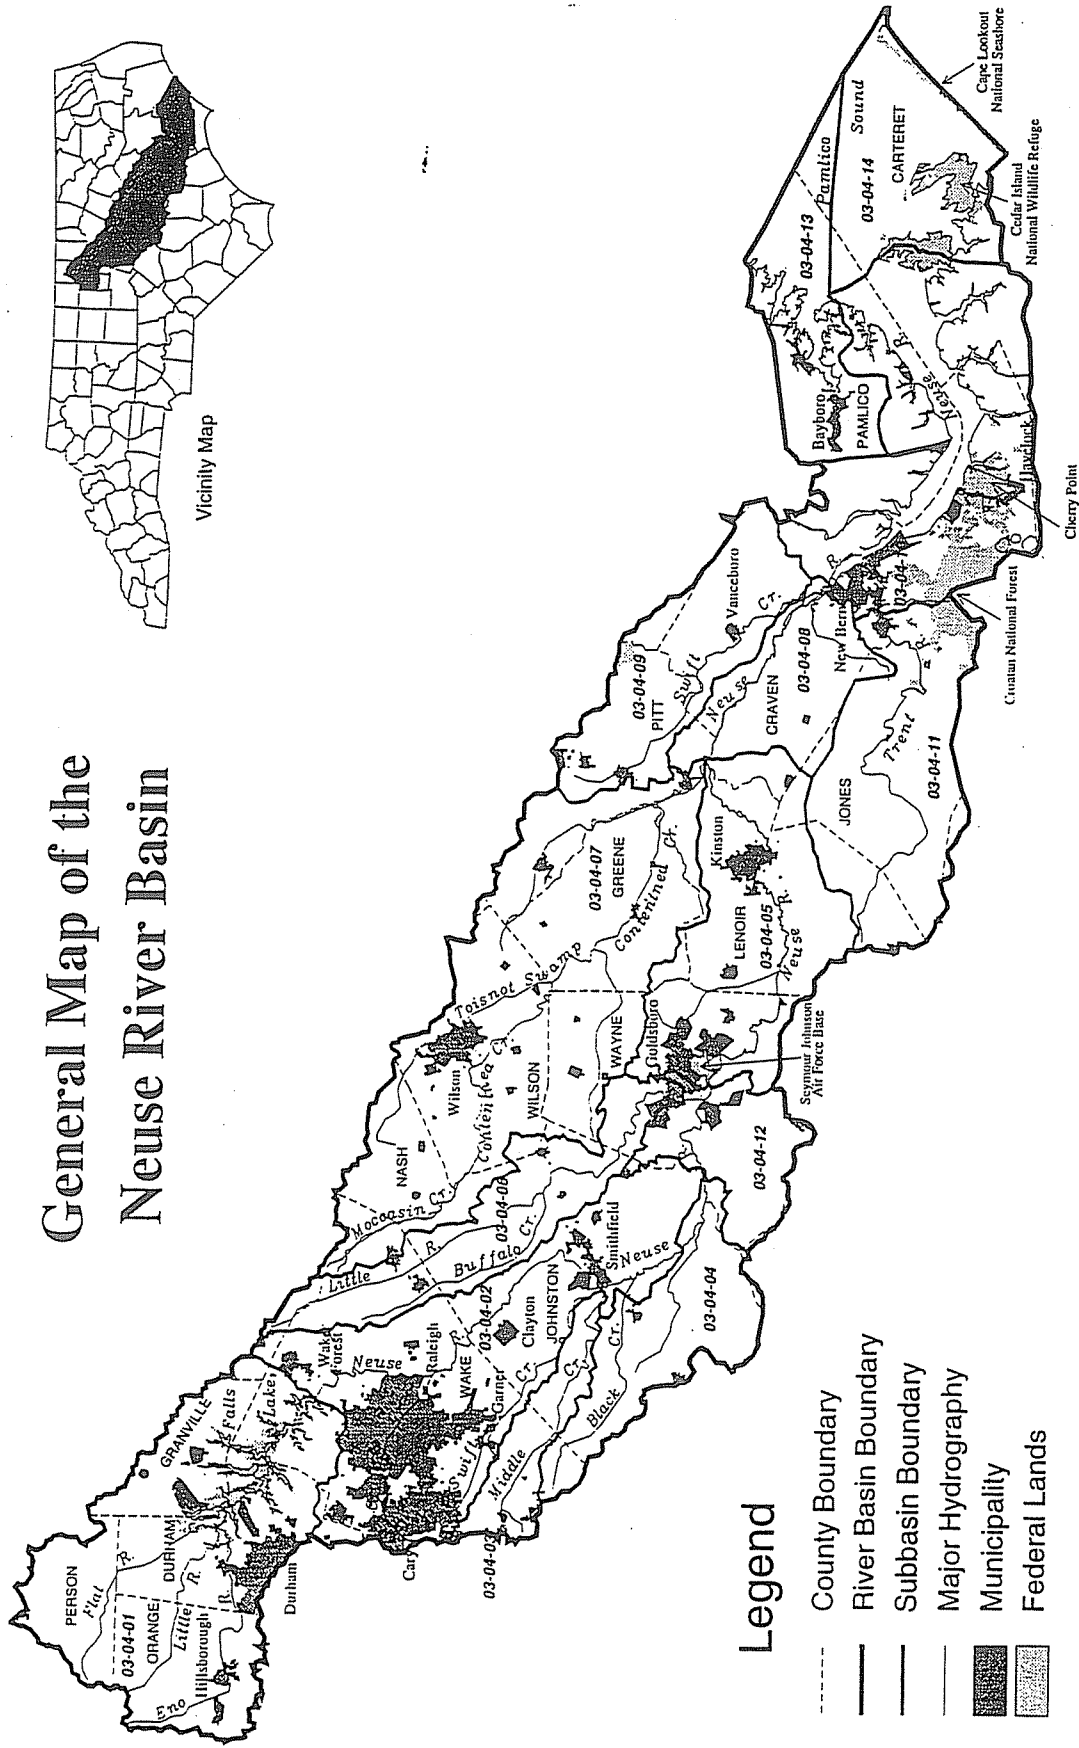 General Map of the
Neuse River Basin
Vicinity Map
PERSON
Flat R.
03-04-01
ORANGE
DURHAM
Little R.
Hillsborough
Eno
R.
Durham
GRANVILLE
Falls
Lake
Wake
Forest
Neuse
R.
Raleigh
WAKE
Cary
Garner
03-04-02
03-04-03
Swift
Cr.
Middle
Cr.
Black
Cr.
Clayton
JOHNSTON
Smithfield
Neuse
03-04-04
Little
R.
Buffalo
Cr.
03-04-06
Moccasin Cr.
NASH
Wilson
Contentnea Cr.
WILSON
Toisnot Swamp
WAYNE
Goldsboro
R.
03-04-12
Seymour Johnson
Air Force Base
03-04-07
GREENE
Contentnea
Cr.
Kinston
LENOIR
03-04-05
Neuse
R.
JONES
Trent
R.
03-04-11
03-04-09
PITT
Swift
Cr.
Vanceboro
Neuse
R.
CRAVEN
03-04-08
New Bern
Croatan National Forest
Havelock
Cherry Point
Bayboro
PAMLICO
Neuse
R.
03-04-13
Pamlico
Sound
03-04-14
CARTERET
Cedar Island
National Wildlife Refuge
Cape Lookout
National Seashore
Legend
County Boundary
River Basin Boundary
Subbasin Boundary
Major Hydrography
Municipality
Federal Lands